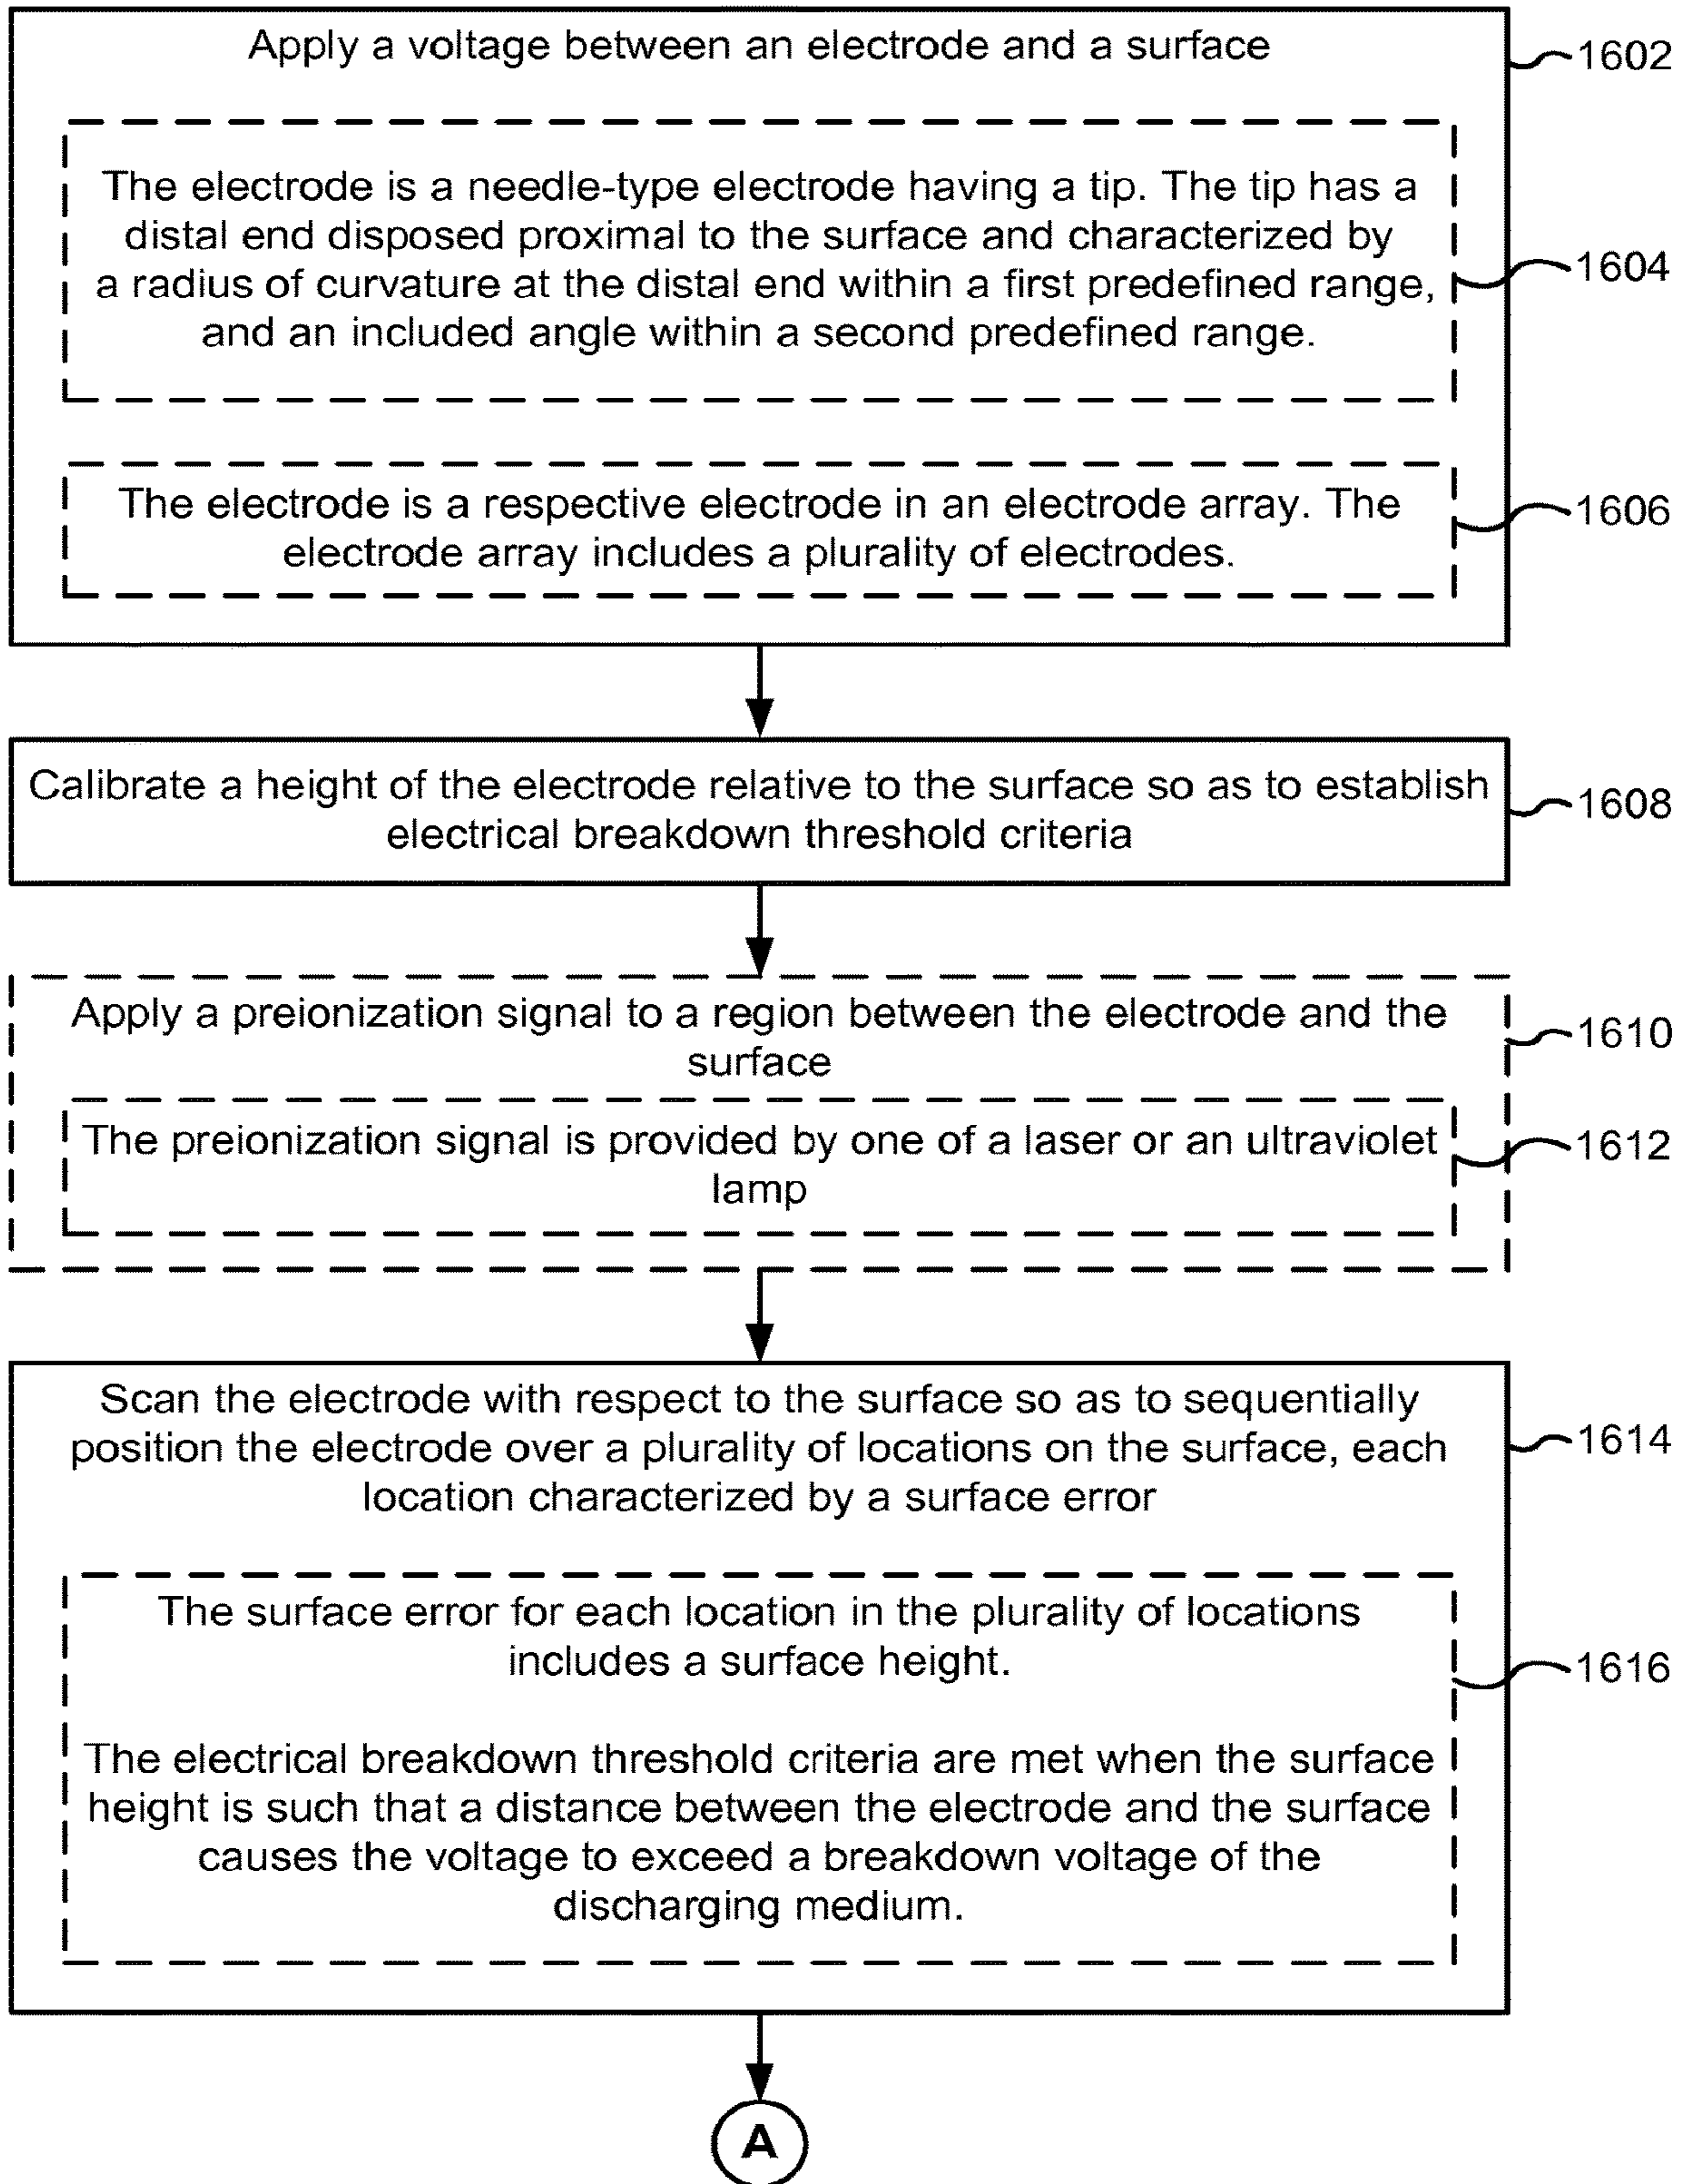 Apply a voltage between an electrode and a surface
1602
The electrode is a needle-type electrode having a tip. The tip has a
distal end disposed proximal to the surface and characterized by
a radius of curvature at the distal end within a first predefined range,
and an included angle within a second predefined range.
1604
The electrode is a respective electrode in an electrode array. The
electrode array includes a plurality of electrodes.
1606
Calibrate a height of the electrode relative to the surface so as to establish
electrical breakdown threshold criteria
1608
Apply a preionization signal to a region between the electrode and the
surface
1610
The preionization signal is provided by one of a laser or an ultraviolet
lamp
1612
Scan the electrode with respect to the surface so as to sequentially
position the electrode over a plurality of locations on the surface, each
location characterized by a surface error
1614
The surface error for each location in the plurality of locations
includes a surface height.
The electrical breakdown threshold criteria are met when the surface
height is such that a distance between the electrode and the surface
causes the voltage to exceed a breakdown voltage of the
discharging medium.
1616
A